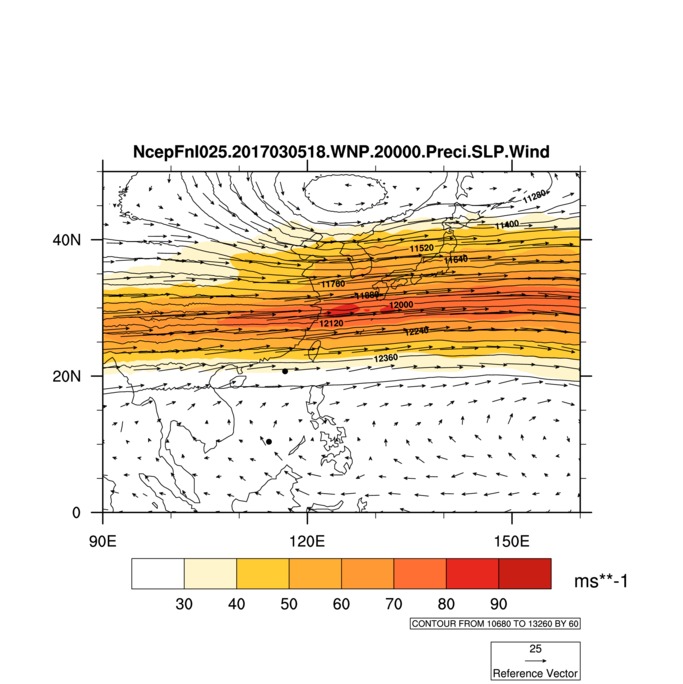 NcepFnl025.2017030518.WNP.20000.Preci.SLP.Wind
11280
11400
40N
11520
11640
11760
11880
12000
12120
12240
12360
20N
0
90E 120E 150E
ms**-1
30 40 50 60 70 80 90
CONTOUR FROM 10680 TO 13260 BY 60
25
Reference Vector